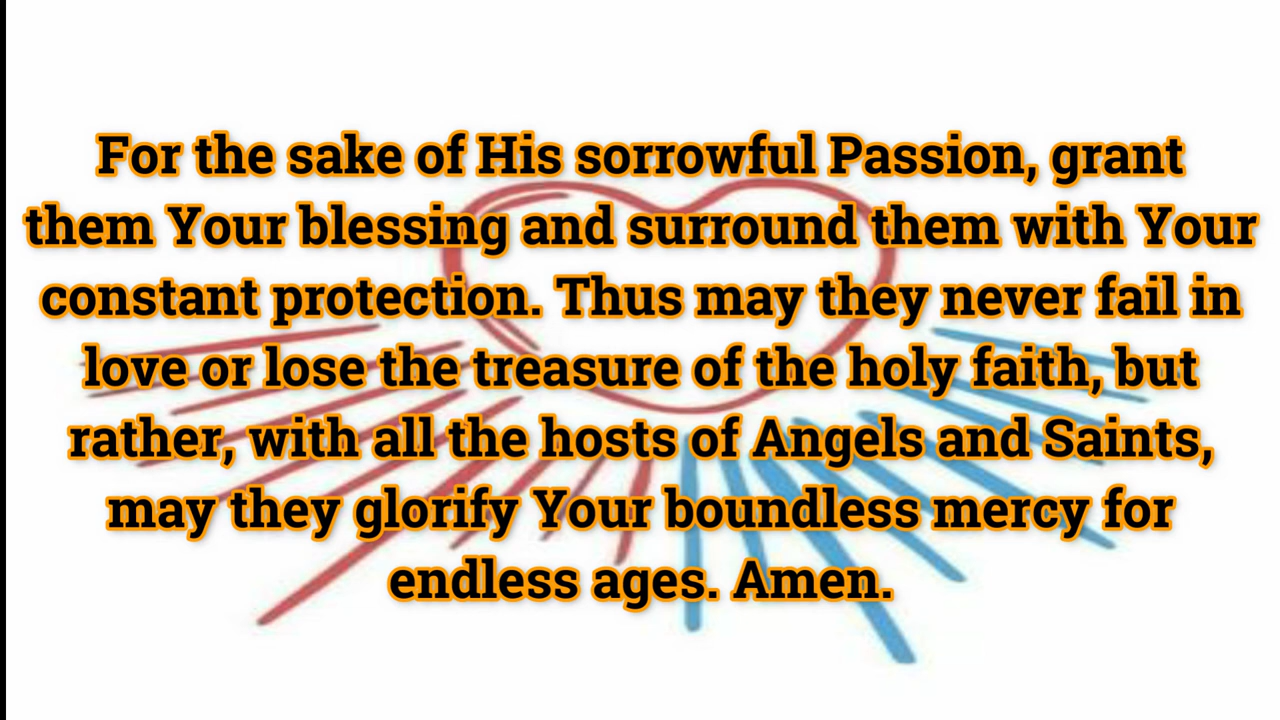 For the sake of His sorrowful Passion, grant
them Your blessing and surround them with Your
constant protection. Thus may they never fail in
love or lose the treasure of the holy faith, but
rather, with all the hosts of Angels and Saints,
may they glorify Your boundless mercy for
endless ages. Amen.